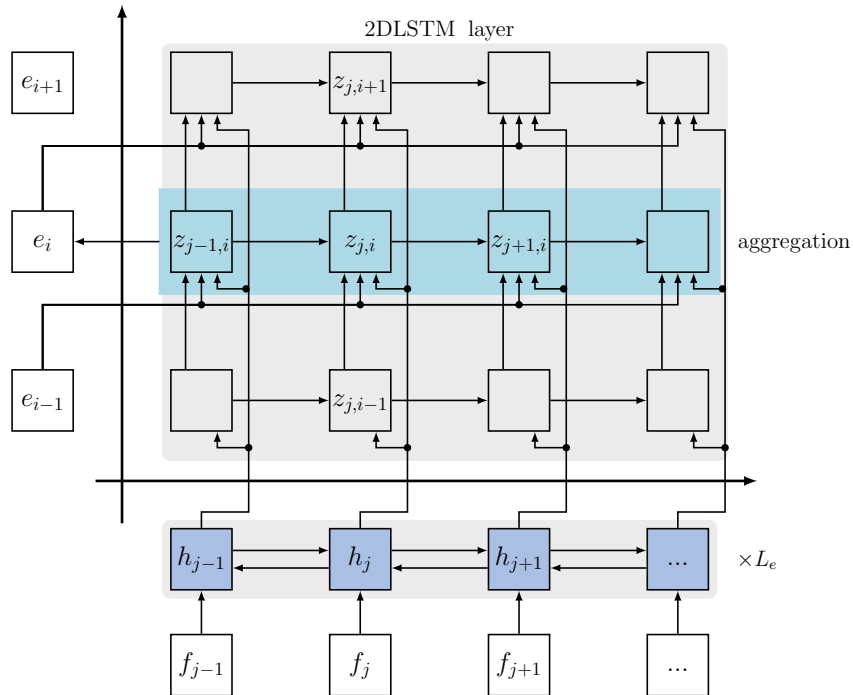 2DLSTM layer
e_{i+1} z_{j,i+1}
e_i z_{j−1,i} z_{j,i} z_{j+1,i} aggregation
e_{i−1} z_{j,i−1}
h_{j−1} h_j h_{j+1} ... ×L_e
f_{j−1} f_j f_{j+1} ...